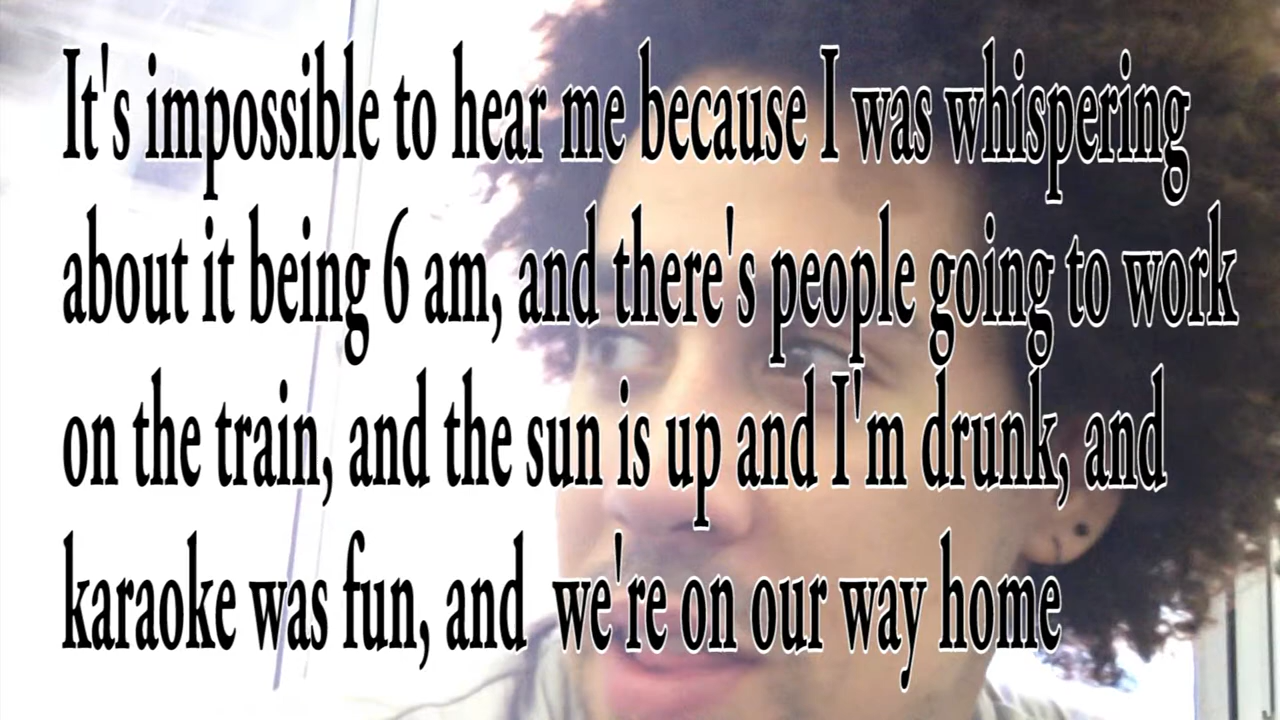 It's impossible to hear me because I was whispering
about it being 6 am, and there's people going to work
on the train, and the sun is up and I'm drunk, and
karaoke was fun, and  we're on our way home